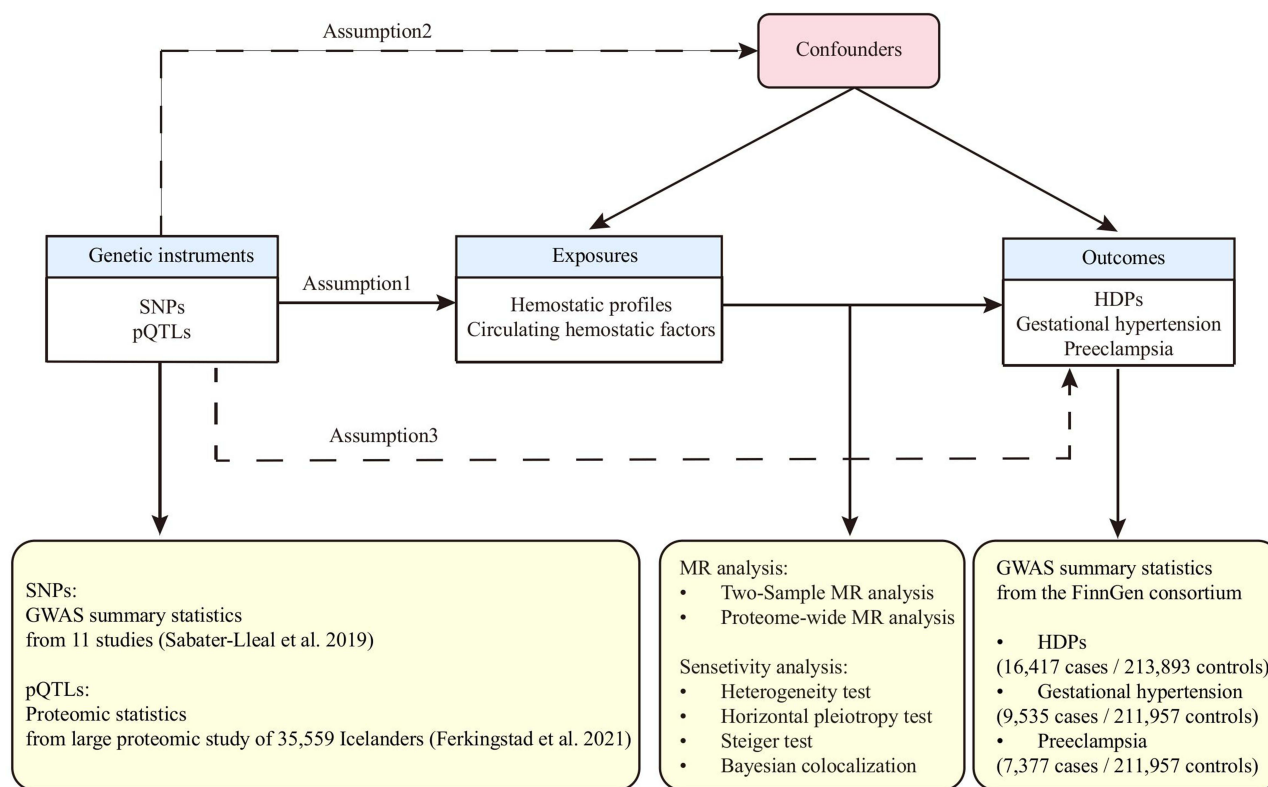 Assumption2
Confounders
Genetic instruments
SNPs
pQTLs
Assumption1
Exposures
Hemostatic profiles
Circulating hemostatic factors
Outcomes
HDPs
Gestational hypertension
Preeclampsia
Assumption3
SNPs:
GWAS summary statistics
from 11 studies (Sabater-Lleal et al. 2019)
pQTLs:
Proteomic statistics
from large proteomic study of 35,559 Icelanders (Ferkingstad et al. 2021)
MR analysis:
• Two-Sample MR analysis
• Proteome-wide MR analysis
Sensetivity analysis:
• Heterogeneity test
• Horizontal pleiotropy test
• Steiger test
• Bayesian colocalization
GWAS summary statistics
from the FinnGen consortium
• HDPs
(16,417 cases / 213,893 controls)
• Gestational hypertension
(9,535 cases / 211,957 controls)
• Preeclampsia
(7,377 cases / 211,957 controls)